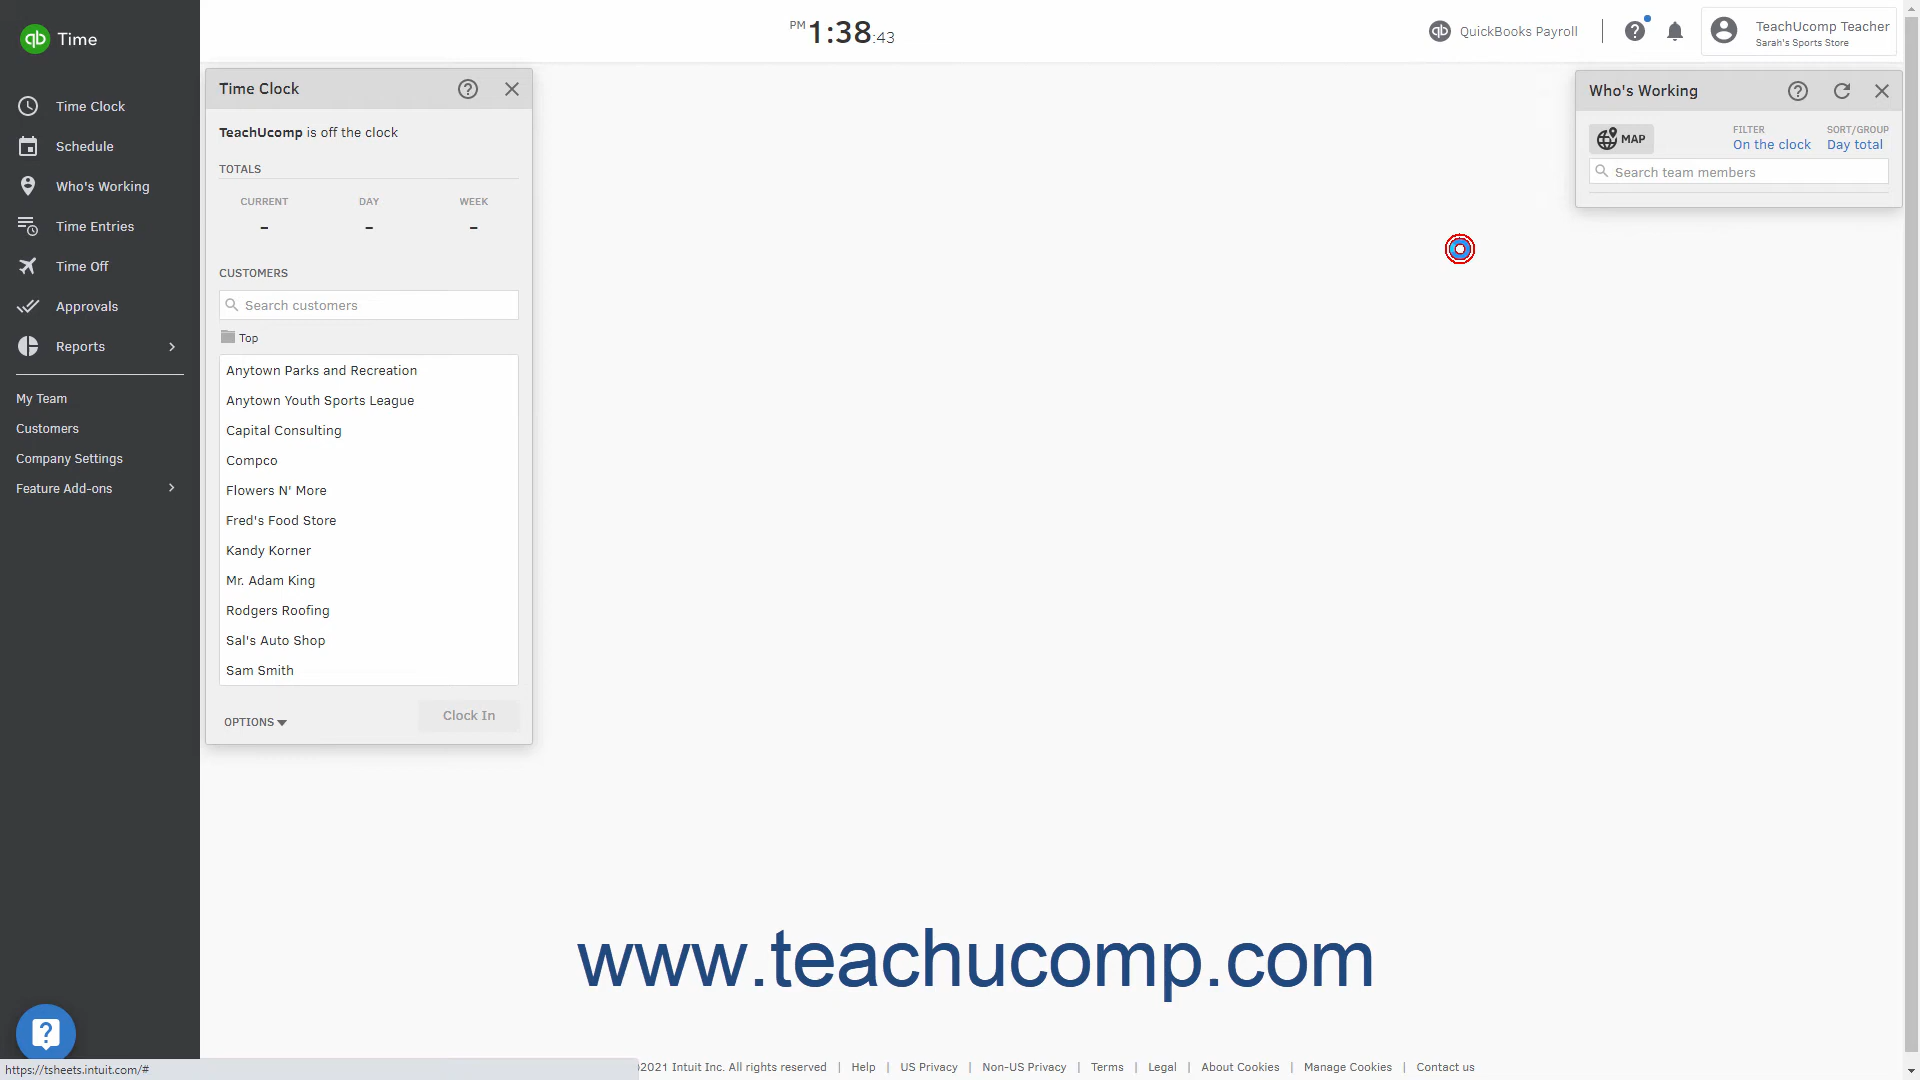 qb Time
PM 1:38:43
qb QuickBooks Payroll
TeachUcomp Teacher
Sarah's Sports Store
Time Clock
Schedule
Who's Working
Time Entries
Time Off
Approvals
Reports
My Team
Customers
Company Settings
Feature Add-ons
Time Clock
TeachUcomp is off the clock
TOTALS
CURRENT DAY WEEK
– – –
CUSTOMERS
Search customers
Top
Anytown Parks and Recreation
Anytown Youth Sports League
Capital Consulting
Compco
Flowers N' More
Fred's Food Store
Kandy Korner
Mr. Adam King
Rodgers Roofing
Sal's Auto Shop
Sam Smith
OPTIONS
Clock In
Who's Working
MAP
FILTER SORT/GROUP
On the clock Day total
Search team members
www.teachucomp.com
https://tsheets.intuit.com/#
2021 Intuit Inc. All rights reserved | Help | US Privacy | Non-US Privacy | Terms | Legal | About Cookies | Manage Cookies | Contact us